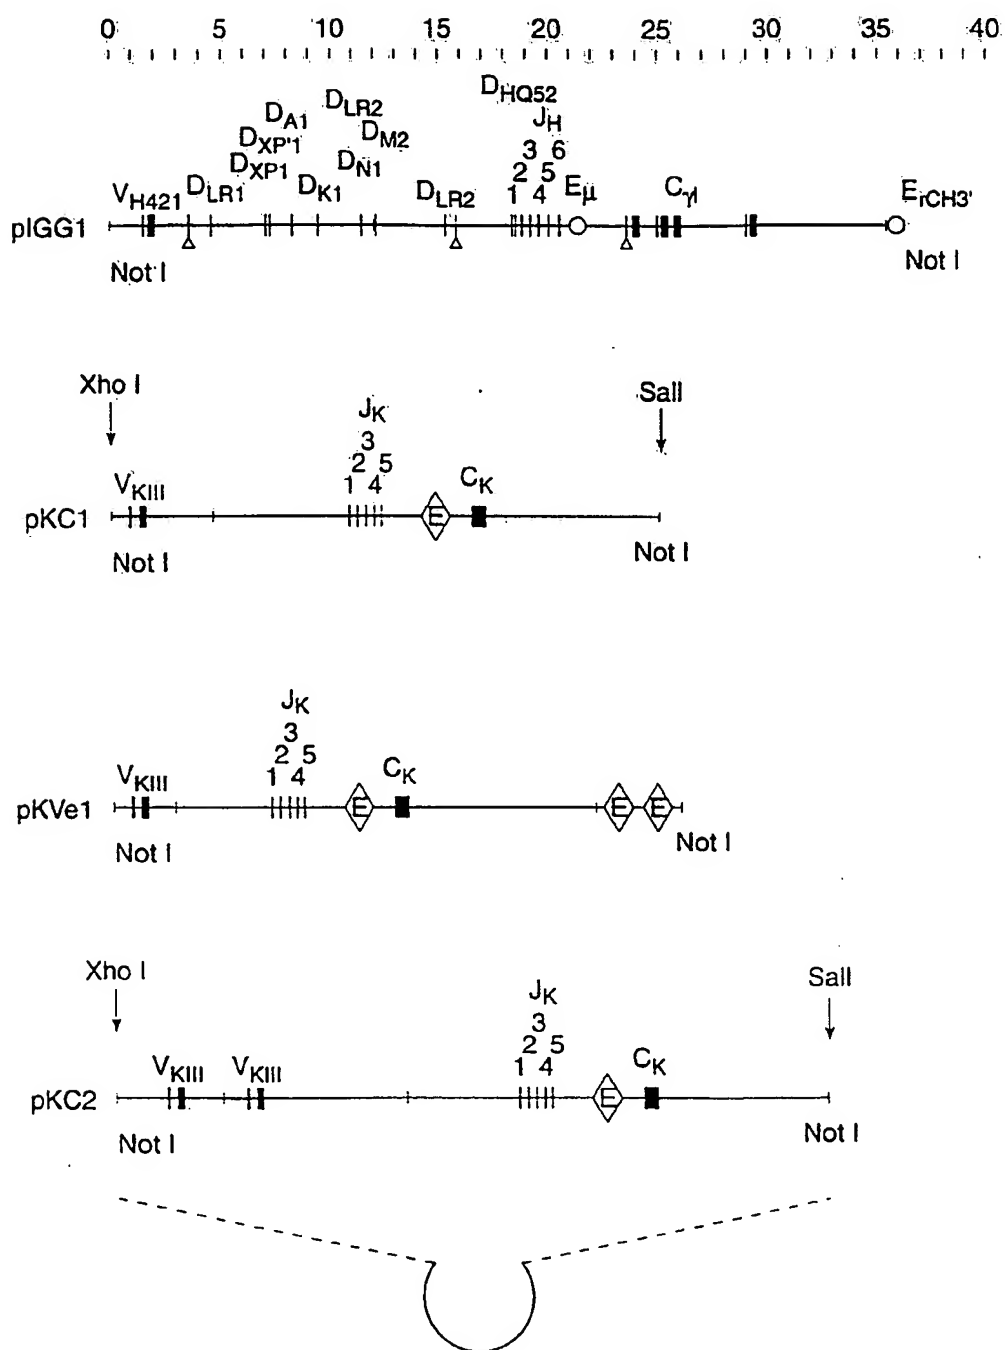 0 5 10 15 20 25 30 35 40
DHQ52
DLR2
DA1
JH
DM2
DXP'1
3 6
DN1
DXP1
2 5
VH421 DLR1 DK1 DLR2 1 4 Eμ CγI ErCH3'
pIGG1
Not I Not I
Xho I SalI
JK
3
2 5
VKIII 1 4 CK
pKC1 E
Not I Not I
JK
3
2 5
VKIII 1 4 CK
pKVe1 E E E
Not I Not I
Xho I SalI
JK
3
2 5
VKIII VKIII 1 4 CK
pKC2 E
Not I Not I